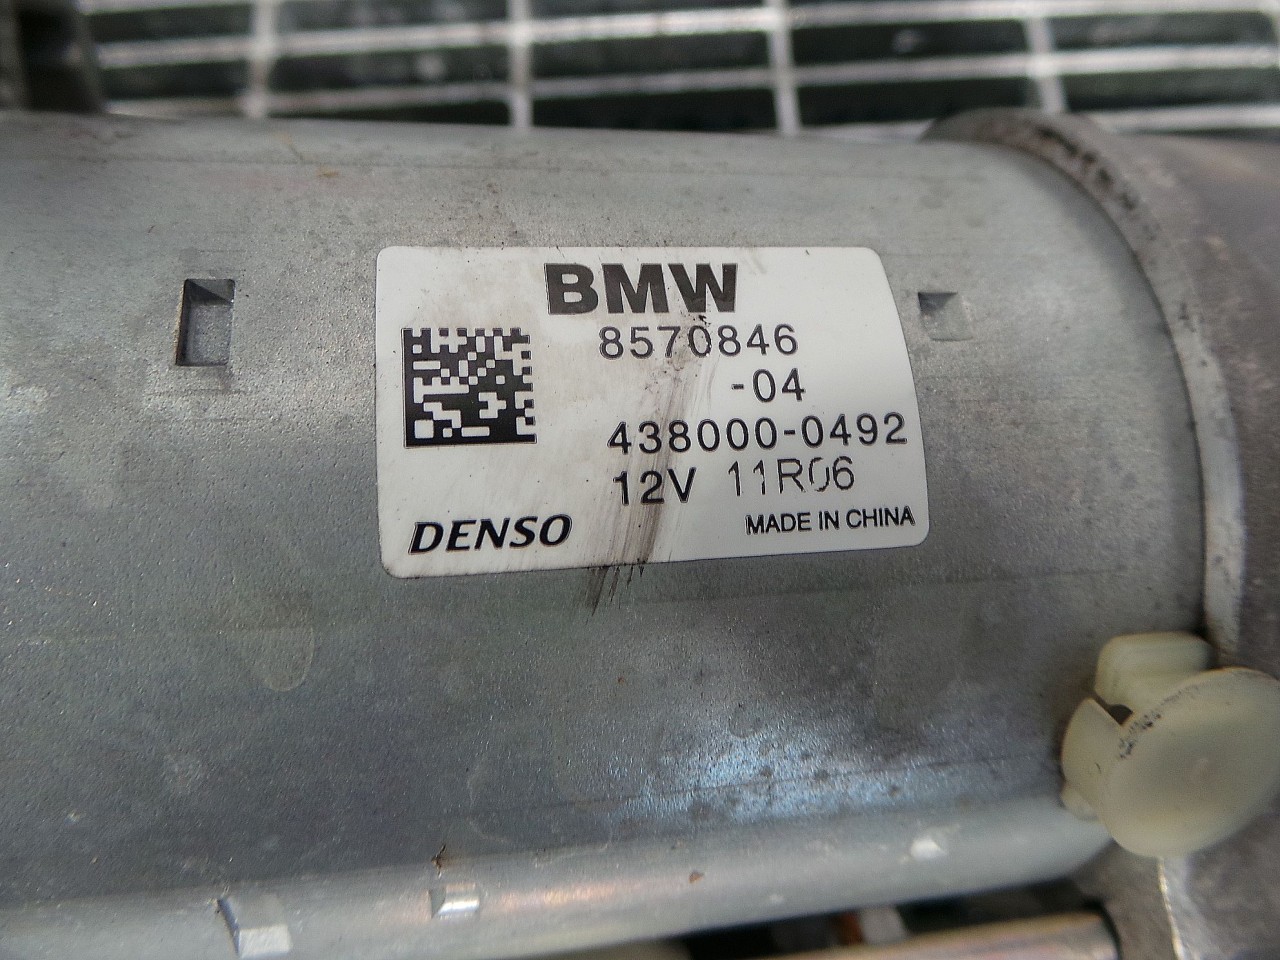 BMW
8570846
-04
438000-0492
12V 11R06
DENSO MADE IN CHINA